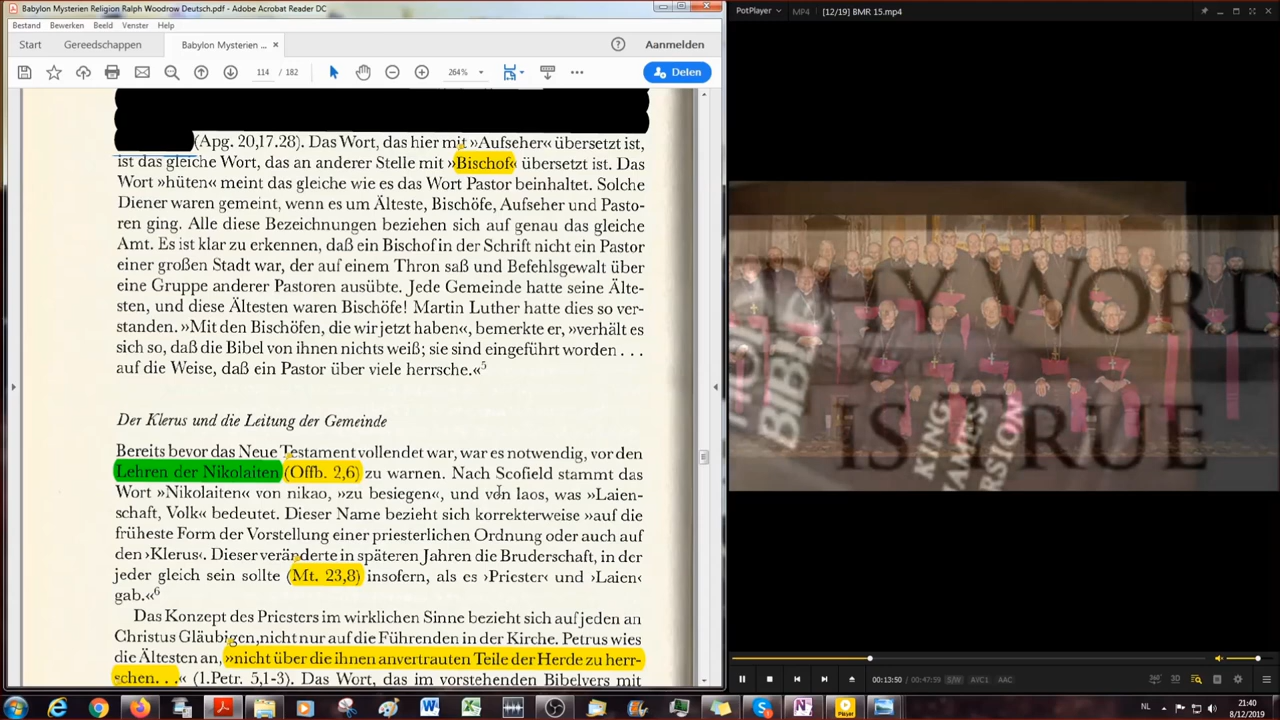 Babylon Mysterien Religion Ralph Woodrow Deutsch.pdf - Adobe Acrobat Reader DC
Bestand Bewerken Beeld Venster Help
Start Gereedschappen Babylon Mysterien ... × Aanmelden
114 / 182 264% Delen
(Apg. 20,17.28). Das Wort, das hier mit »Aufseher« übersetzt ist,
ist das gleiche Wort, das an anderer Stelle mit »Bischof« übersetzt ist. Das
Wort »hüten« meint das gleiche wie es das Wort Pastor beinhaltet. Solche
Diener waren gemeint, wenn es um Älteste, Bischöfe, Aufseher und Pasto-
ren ging. Alle diese Bezeichnungen beziehen sich auf genau das gleiche
Amt. Es ist klar zu erkennen, daß ein Bischof in der Schrift nicht ein Pastor
einer großen Stadt war, der auf einem Thron saß und Befehlsgewalt über
eine Gruppe anderer Pastoren ausübte. Jede Gemeinde hatte seine Älte-
sten, und diese Ältesten waren Bischöfe! Martin Luther hatte dies so ver-
standen. »Mit den Bischöfen, die wir jetzt haben«, bemerkte er, »verhält es
sich so, daß die Bibel von ihnen nichts weiß; sie sind eingeführt worden . . .
auf die Weise, daß ein Pastor über viele herrsche.«⁵
Der Klerus und die Leitung der Gemeinde
Bereits bevor das Neue Testament vollendet war, war es notwendig, vor den
Lehren der Nikolaiten (Offb. 2,6) zu warnen. Nach Scofield stammt das
Wort »Nikolaiten« von nikao, »zu besiegen«, und von laos, was »Laien-
schaft, Volk« bedeutet. Dieser Name bezieht sich korrekterweise »auf die
früheste Form der Vorstellung einer priesterlichen Ordnung oder auch auf
den ›Klerus‹. Dieser veränderte in späteren Jahren die Bruderschaft, in der
jeder gleich sein sollte (Mt. 23,8) insofern, als es ›Priester‹ und ›Laien‹
gab.«⁶
Das Konzept des Priesters im wirklichen Sinne bezieht sich auf jeden an
Christus Gläubigen, nicht nur auf die Führenden in der Kirche. Petrus wies
die Ältesten an, »nicht über die ihnen anvertrauten Teile der Herde zu herr-
schen. . .« (1.Petr. 5,1-3). Das Wort, das im vorstehenden Bibelvers mit
PotPlayer MP4 [12/19] BMR 15.mp4
THY WORD
IS TRUE
HOLY
BIBLE
KING
JAMES
VERSION
00:13:50 / 00:47:59 S/W AVC1 AAC
360° 3D
NL 21:40
8/12/2019